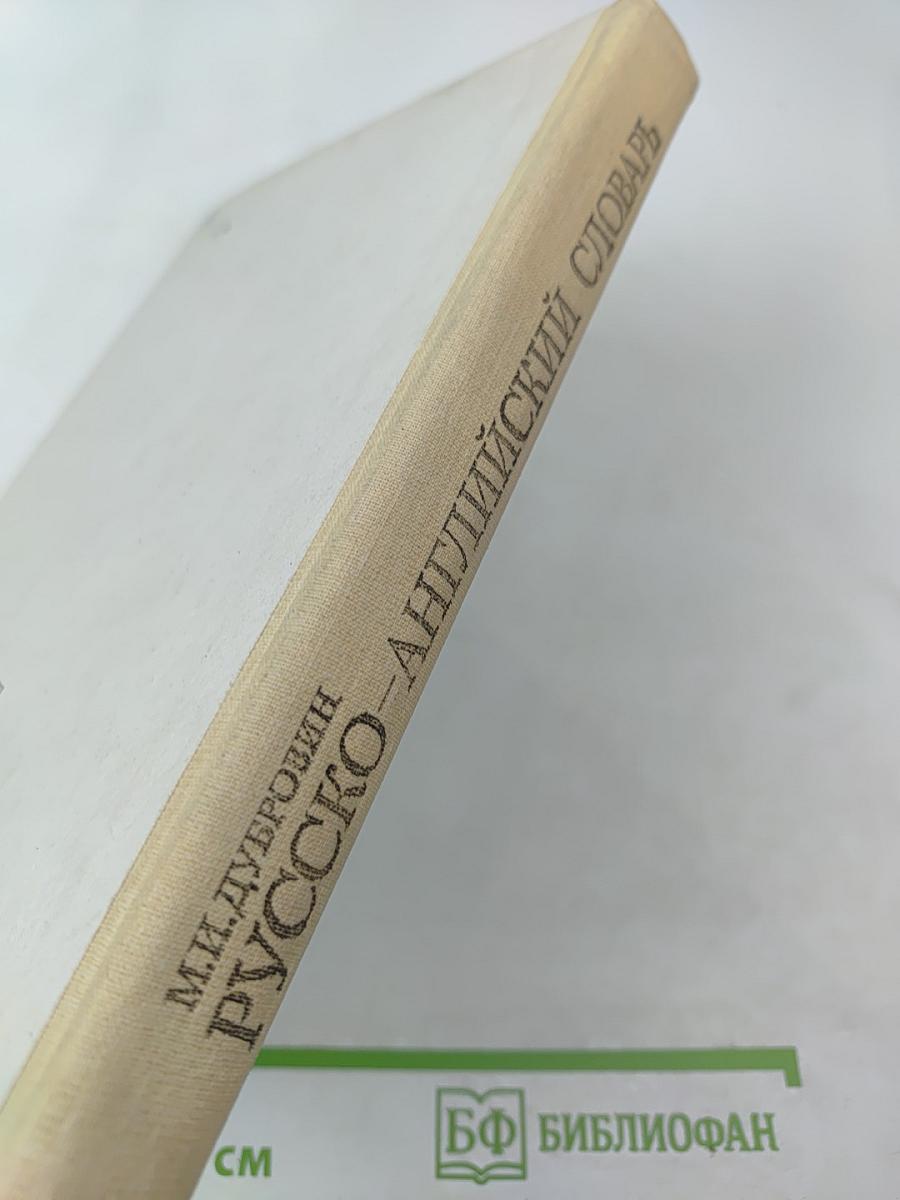 М.И.ДУБРОВИН
РУССКО–АНГЛИЙСКИЙ СЛОВАРЬ
СМ
БФ БИБЛИОФАН